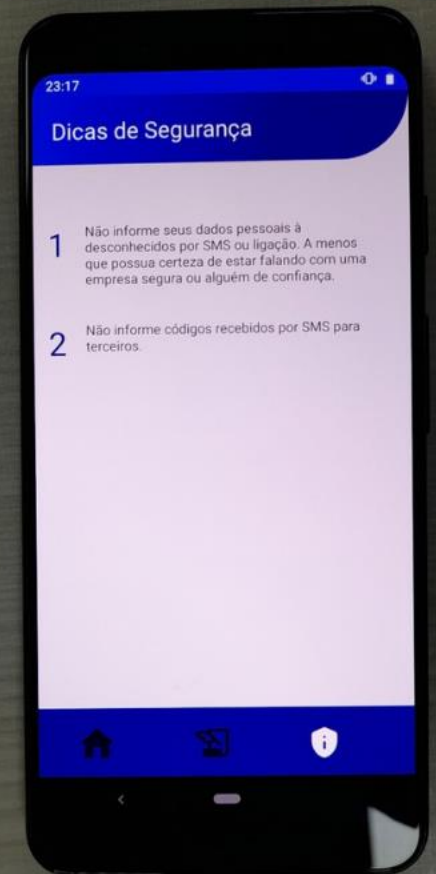 23:17
Dicas de Segurança
1
Não informe seus dados pessoais à
desconhecidos por SMS ou ligação. A menos
que possua certeza de estar falando com uma
empresa segura ou alguém de confiança.
2
Não informe códigos recebidos por SMS para
terceiros.